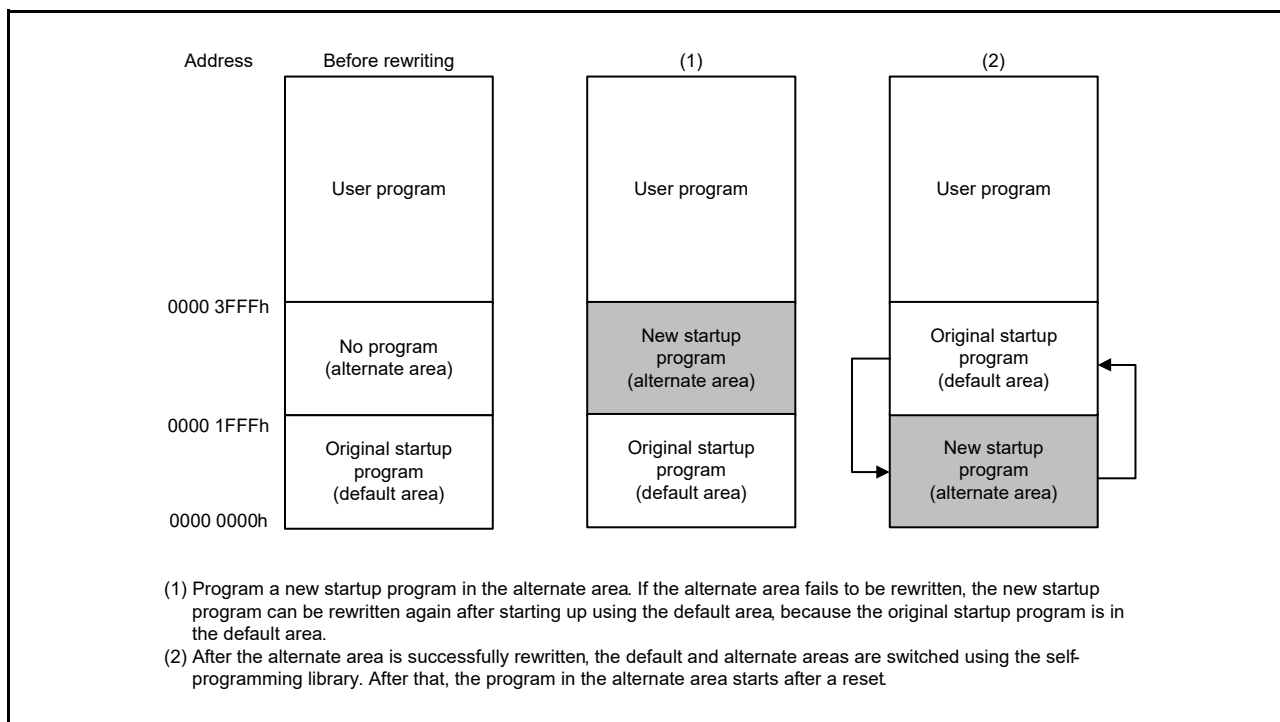 Address
Before rewriting
(1)
(2)
User program
User program
User program
0000 3FFFh
No program
(alternate area)
New startup
program
(alternate area)
Original startup
program
(default area)
0000 1FFFh
Original startup
program
(default area)
Original startup
program
(default area)
New startup
program
(alternate area)
0000 0000h
(1) Program a new startup program in the alternate area. If the alternate area fails to be rewritten, the new startup
program can be rewritten again after starting up using the default area, because the original startup program is in
the default area.
(2) After the alternate area is successfully rewritten, the default and alternate areas are switched using the self-
programming library. After that, the program in the alternate area starts after a reset.